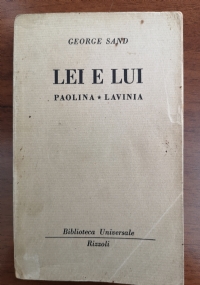 GEORGE SAND
LEI E LUI
PAOLINA * LAVINIA
Biblioteca Universale
Rizzoli